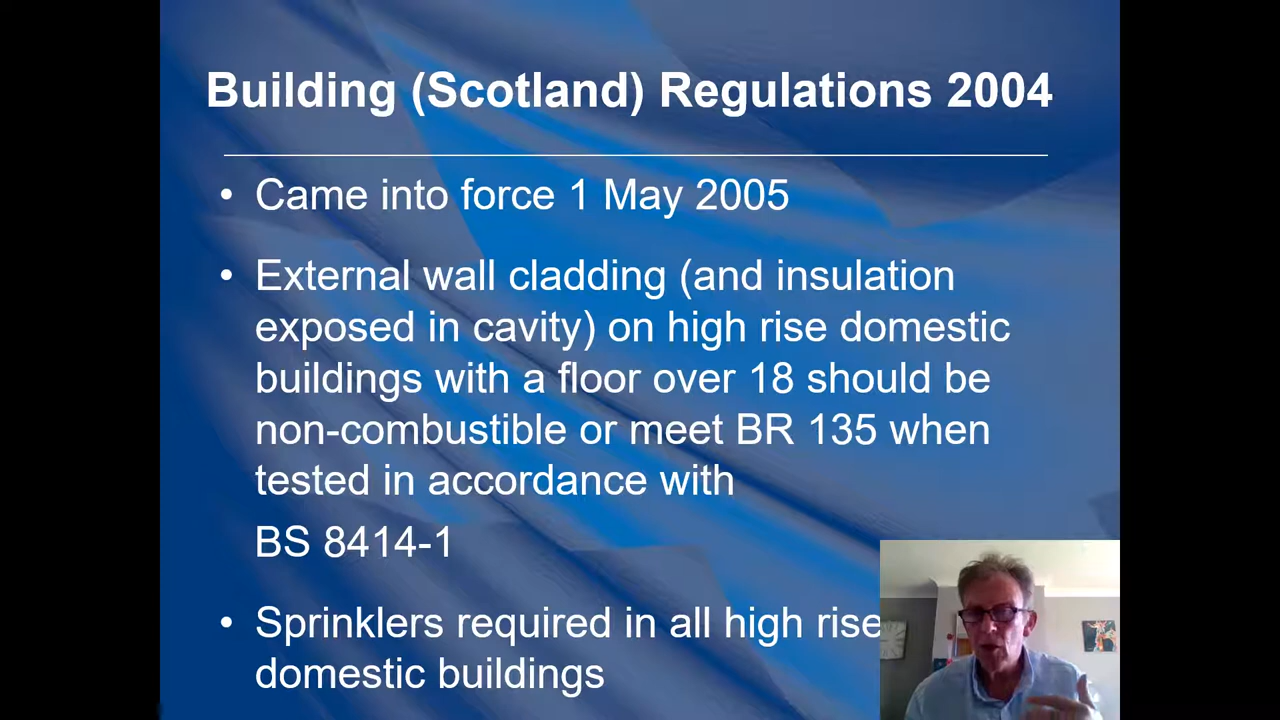 Building (Scotland) Regulations 2004
• Came into force 1 May 2005
• External wall cladding (and insulation
exposed in cavity) on high rise domestic
buildings with a floor over 18 should be
non-combustible or meet BR 135 when
tested in accordance with
BS 8414-1
• Sprinklers required in all high rise
domestic buildings